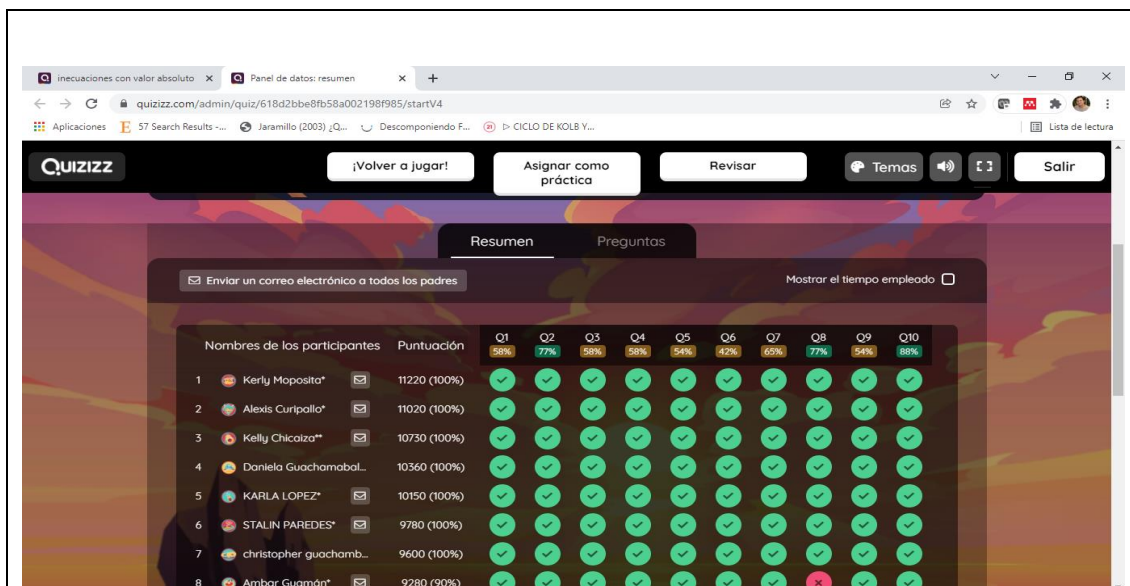 inecuaciones con valor absoluto
Panel de datos: resumen
quizizz.com/admin/quiz/618d2bbe8fb58a002198f985/startV4
Aplicaciones 57 Search Results -... Jaramillo (2003) ¿Q... Descomponiendo F... CICLO DE KOLB Y... Lista de lectura
QUIZIZZ ¡Volver a jugar! Asignar como práctica Revisar Temas Salir
Resumen Preguntas
Enviar un correo electrónico a todos los padres Mostrar el tiempo empleado
Nombres de los participantes Puntuación Q1 Q2 Q3 Q4 Q5 Q6 Q7 Q8 Q9 Q10
58% 77% 58% 58% 54% 42% 65% 77% 54% 88%
1 Kerly Moposita* 11220 (100%)
2 Alexis Curipallo* 11020 (100%)
3 Kelly Chicaiza** 10730 (100%)
4 Daniela Guachamabal... 10360 (100%)
5 KARLA LOPEZ* 10150 (100%)
6 STALIN PAREDES* 9780 (100%)
7 christopher guachamb... 9600 (100%)
8 Ambar Guamán* 9280 (90%)